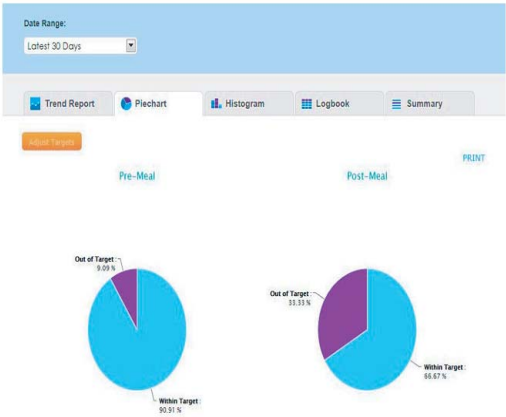 Date Range:
Latest 30 Days
Trend Report
Piechart
Histogram
Logbook
Summary
Adjust Targets
PRINT
Pre-Meal
Post-Meal
Out of Target :
9.09 %
Within Target :
90.91 %
Out of Target :
33.33 %
Within Target :
66.67 %